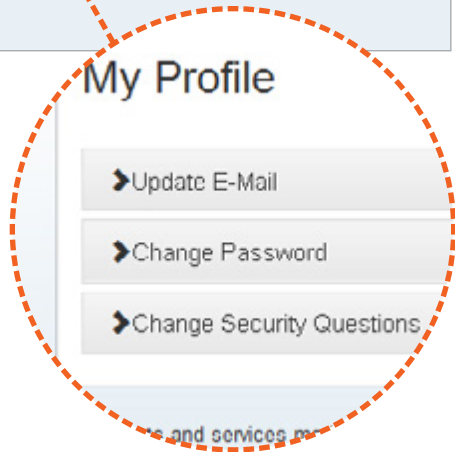 My Profile
Update E-Mail
Change Password
Change Security Questions
and services